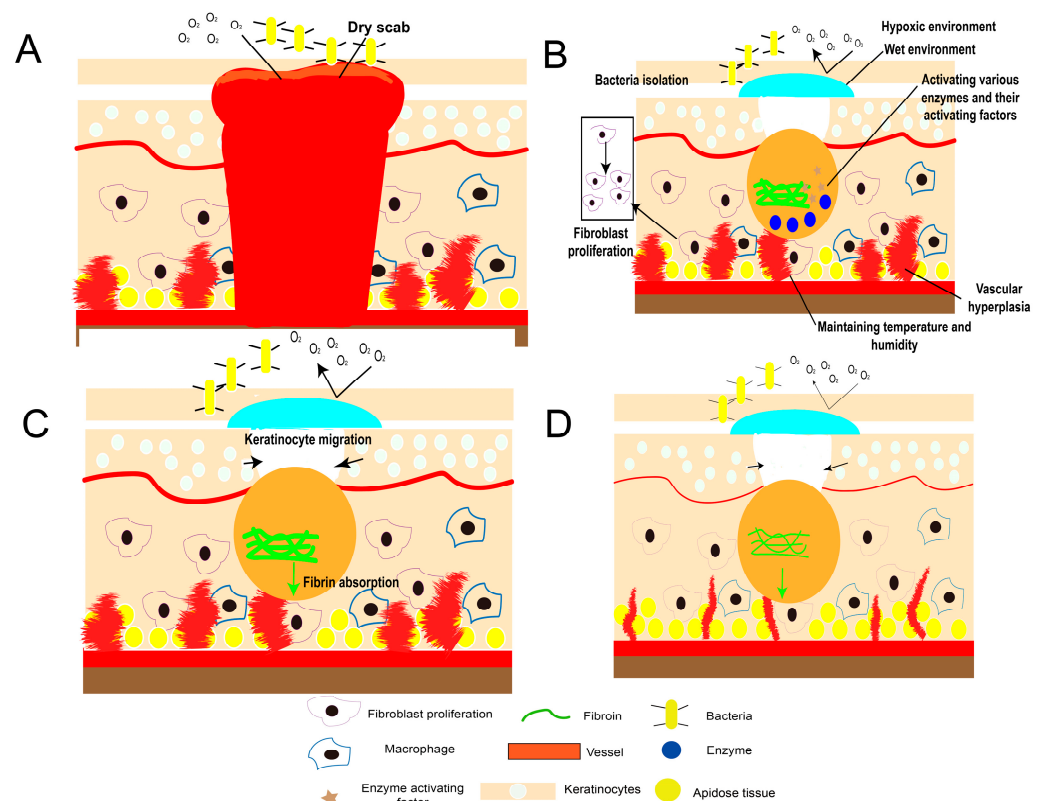 A
O₂ O₂ O₂
O₂ O₂
Dry scab
B
O₂ O₂ O₂ O₂ O₂ O₂
Hypoxic environment
Wet environment
Bacteria isolation
Activating various
enzymes and their
activating factors
Fibroblast
proliferation
Vascular
hyperplasia
Maintaining temperature and
humidity
C
O₂ O₂ O₂ O₂ O₂ O₂
Keratinocyte migration
Fibrin absorption
D
O₂ O₂ O₂ O₂ O₂ O₂
Fibroblast proliferation
Fibroin
Bacteria
Macrophage
Vessel
Enzyme
Enzyme activating
factor
Keratinocytes
Apidose tissue